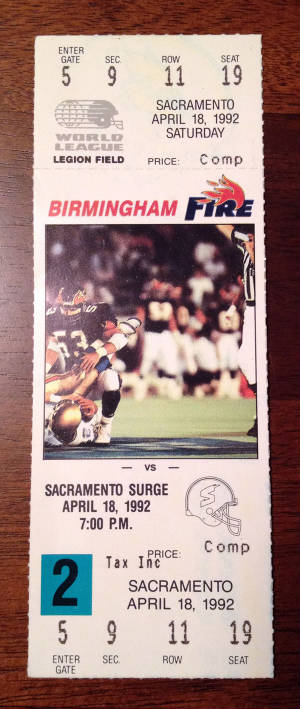 ENTER GATE SEC. ROW SEAT
5 9 11 19
SACRAMENTO
APRIL 18, 1992
SATURDAY
WORLD
LEAGUE
LEGION FIELD
PRICE: Comp
BIRMINGHAM FIRE
53
— VS —
SACRAMENTO SURGE
APRIL 18, 1992
7:00 P.M.
PRICE: Comp
Tax Inc
2
SACRAMENTO
APRIL 18, 1992
5 9 11 19
ENTER GATE SEC. ROW SEAT